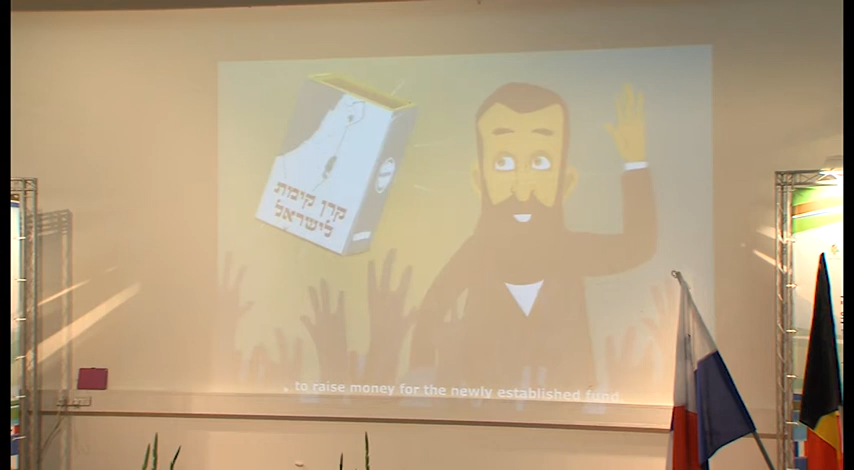 קרן קימת
לישראל
to raise money for the newly established fund